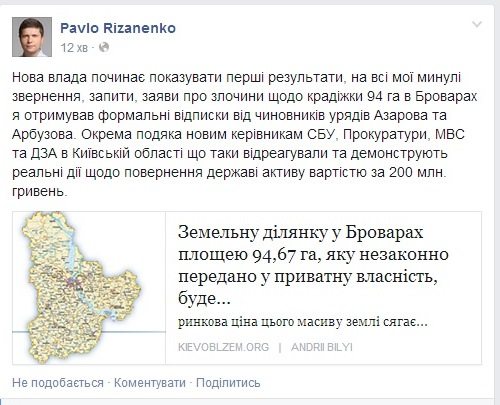 Pavlo Rizanenko
12 хв ·
Нова влада починає показувати перші результати, на всі мої минулі
звернення, запити, заяви про злочини щодо крадіжки 94 га в Броварах
я отримував формальні відписки від чиновників урядів Азарова та
Арбузова. Окрема подяка новим керівникам СБУ, Прокуратури, МВС
та ДЗА в Київській області що таки відреагували та демонструють
реальні дії щодо повернення державі активу вартістю за 200 млн.
гривень.
Земельну ділянку у Броварах
площею 94,67 га, яку незаконно
передано у приватну власність,
буде...
ринкова ціна цього масиву землі сягає...
KIEVOBLZEM.ORG | ANDRII BILYI
Не подобається · Коментувати · Поділитись